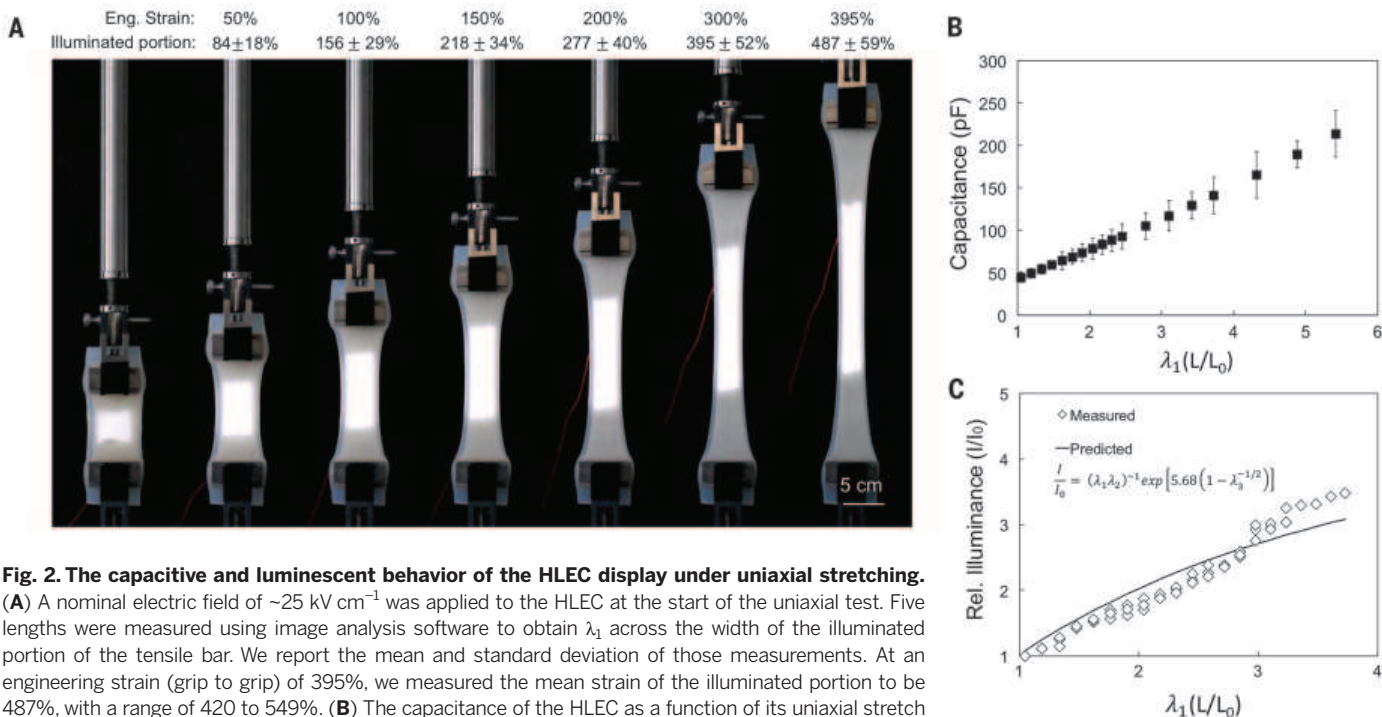 A
Eng. Strain: 50% 100% 150% 200% 300% 395%
Illuminated portion: 84±18% 156 ± 29% 218 ± 34% 277 ± 40% 395 ± 52% 487 ± 59%
5 cm
B
Capacitance (pF)
300
250
200
150
100
50
0
1 2 3 4 5 6
λ₁(L/L₀)
C
Rel. Illuminance (I/I₀)
5
4
3
2
1
◇Measured
—Predicted
I/I₀ = (λ₁λ₂)⁻¹exp[5.68(1 − λ₃⁻¹/²)]
1 2 3 4
λ₁(L/L₀)
Fig. 2. The capacitive and luminescent behavior of the HLEC display under uniaxial stretching.
(A) A nominal electric field of ~25 kV cm⁻¹ was applied to the HLEC at the start of the uniaxial test. Five
lengths were measured using image analysis software to obtain λ₁ across the width of the illuminated
portion of the tensile bar. We report the mean and standard deviation of those measurements. At an
engineering strain (grip to grip) of 395%, we measured the mean strain of the illuminated portion to be
487%, with a range of 420 to 549%. (B) The capacitance of the HLEC as a function of its uniaxial stretch